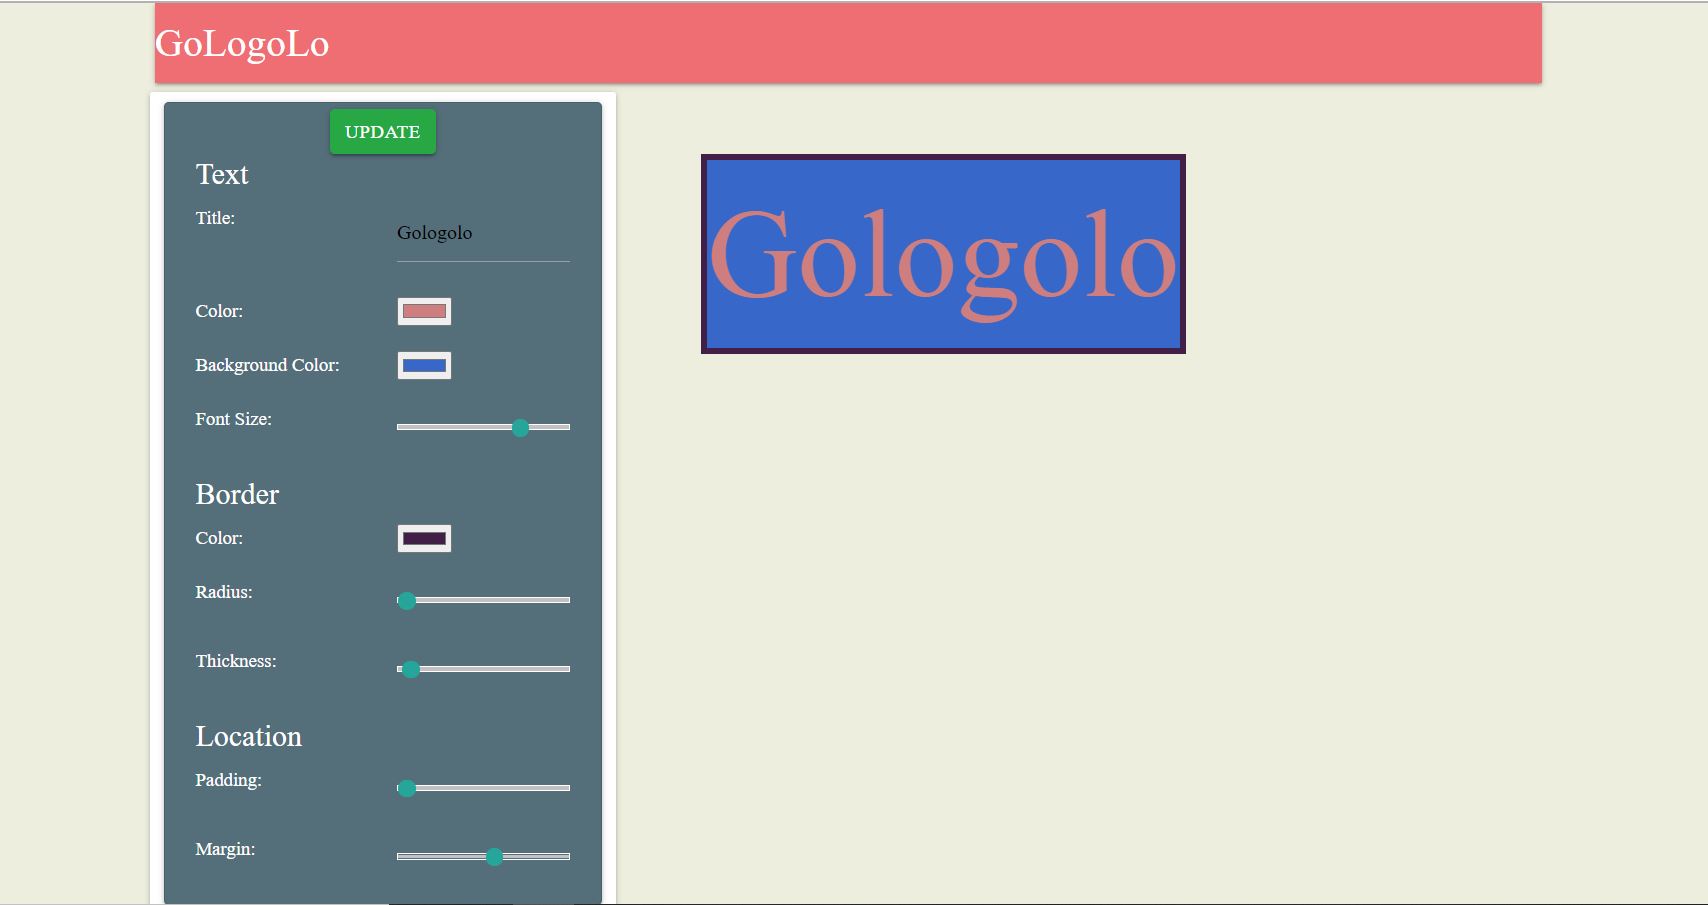 GoLogoLo
UPDATE
Text
Title:
Gologolo
Color:
Background Color:
Font Size:
Border
Color:
Radius:
Thickness:
Location
Padding:
Margin:
Gologolo